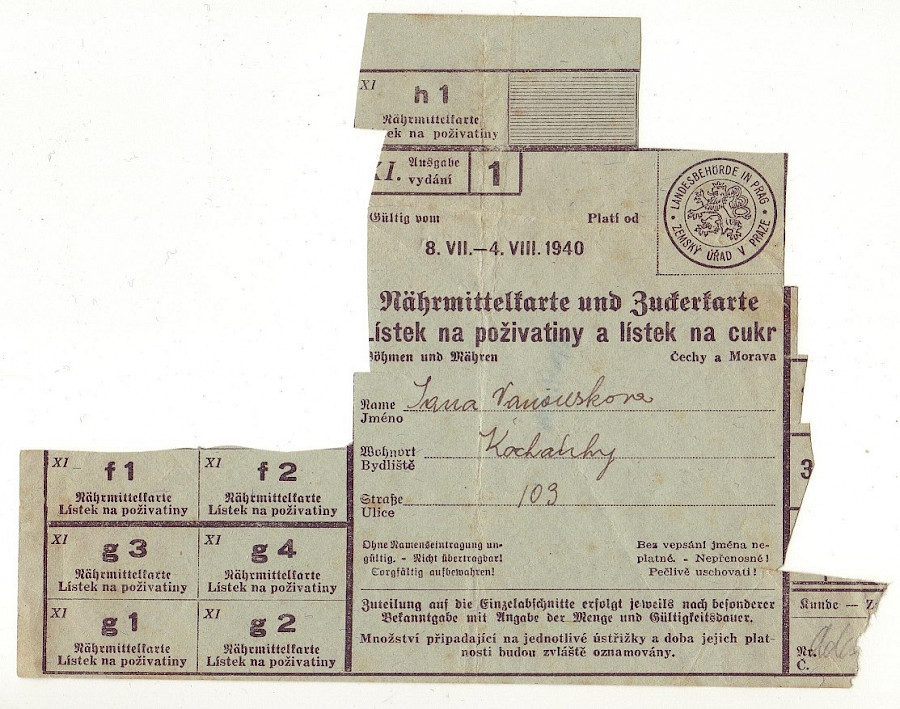 XI
h 1
Nährmittelkarte
tek na poživatiny
XI. Ausgabe
vydání
1
LANDESBEHÖRDE IN PRAG
ZEMSKÝ ÚŘAD V PRAZE
Gültig vom Platí od
8. VII.—4. VIII. 1940
Nährmittelkarte und Zuckerkarte
Lístek na poživatiny a lístek na cukr
Böhmen und Mähren Čechy a Morava
Name
Jméno
Wohnort
Bydliště
Straße 103
Ulice
3
Ohne Namenseintragung un-
gültig. - Nicht übertragbar!
Sorgfältig aufbewahren!
Bez vepsání jména ne-
platné. - Nepřenosné!
Pečlivě uschovati!
Zuteilung auf die Einzelabschnitte erfolgt jeweils nach besonderer
Bekanntgabe mit Angabe der Menge und Gültigkeitsdauer.
Množství připadající na jednotlivé ústřižky a doba jejich plat-
nosti budou zvláště oznamovány.
XI f 1
Nährmittelkarte
Lístek na poživatiny
XI f 2
Nährmittelkarte
Lístek na poživatiny
XI g 3
Nährmittelkarte
Lístek na poživatiny
XI g 4
Nährmittelkarte
Lístek na poživatiny
XI g 1
Nährmittelkarte
Lístek na poživatiny
XI g 2
Nährmittelkarte
Lístek na poživatiny
Kunde — Z
Nr.
Č.